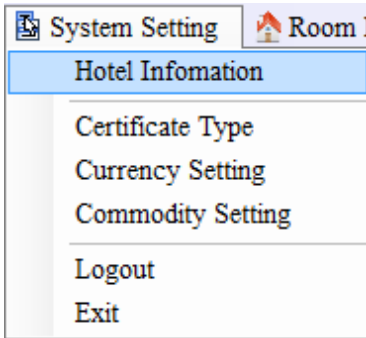 System Setting Room
Hotel Infomation
Certificate Type
Currency Setting
Commodity Setting
Logout
Exit